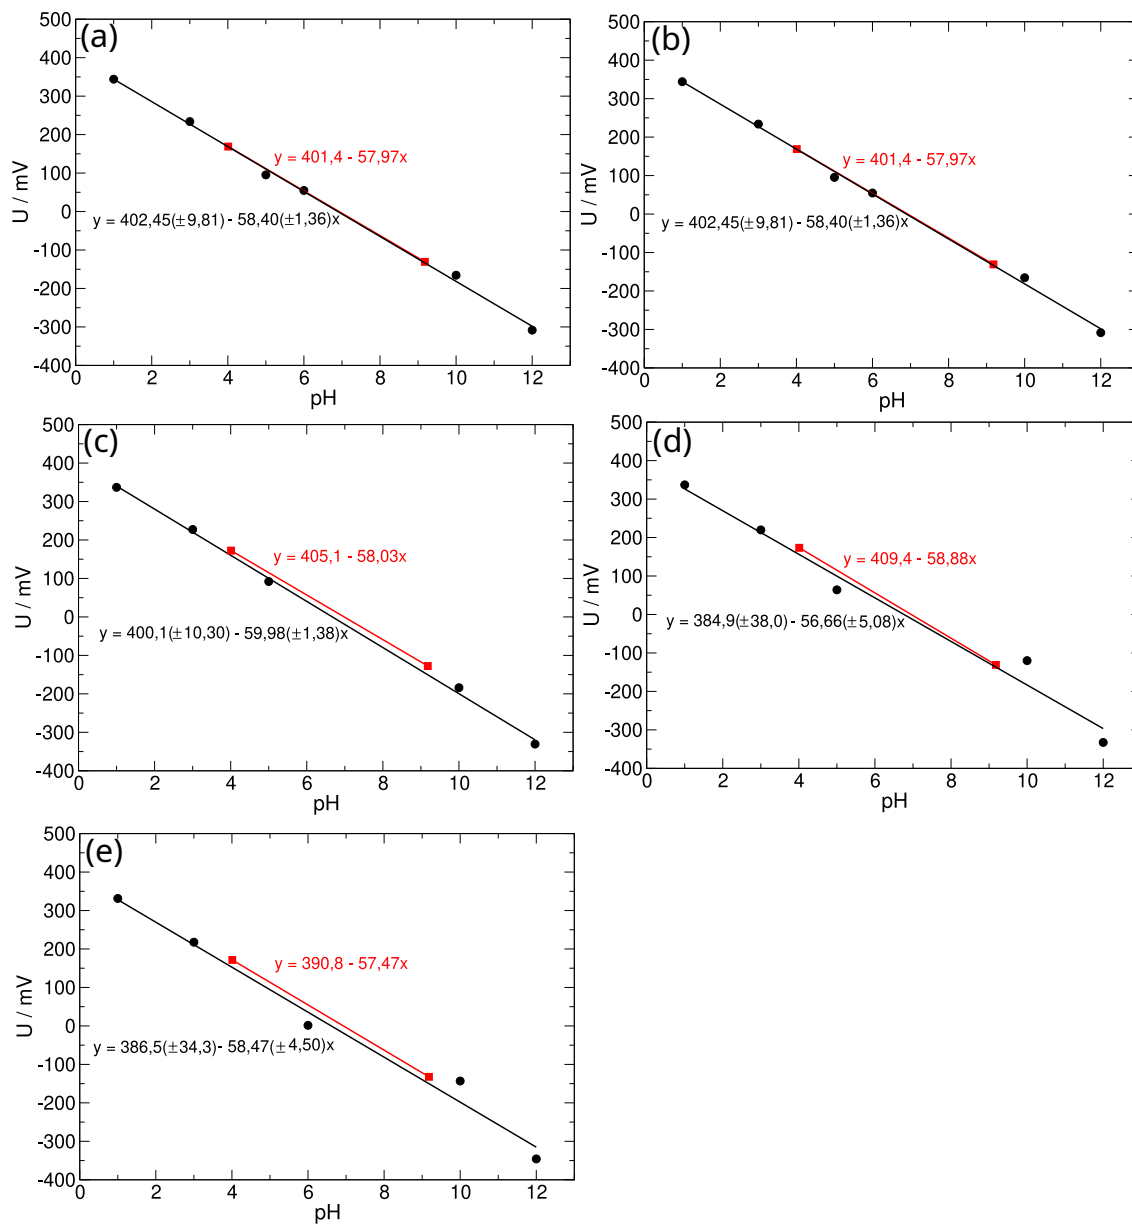 (a)
500
400
300
200
100
0
-100
-200
-300
-400
U / mV
y = 401,4 - 57,97x
y = 402,45(±9,81) - 58,40(±1,36)x
0 2 4 6 8 10 12
pH
(b)
500
400
300
200
100
0
-100
-200
-300
-400
U / mV
y = 401,4 - 57,97x
y = 402,45(±9,81) - 58,40(±1,36)x
0 2 4 6 8 10 12
pH
(c)
500
400
300
200
100
0
-100
-200
-300
-400
U / mV
y = 405,1 - 58,03x
y = 400,1(±10,30) - 59,98(±1,38)x
0 2 4 6 8 10 12
pH
(d)
500
400
300
200
100
0
-100
-200
-300
-400
U / mV
y = 409,4 - 58,88x
y = 384,9(±38,0) - 56,66(±5,08)x
0 2 4 6 8 10 12
pH
(e)
500
400
300
200
100
0
-100
-200
-300
-400
U / mV
y = 390,8 - 57,47x
y = 386,5(±34,3) - 58,47(±4,50)x
0 2 4 6 8 10 12
pH